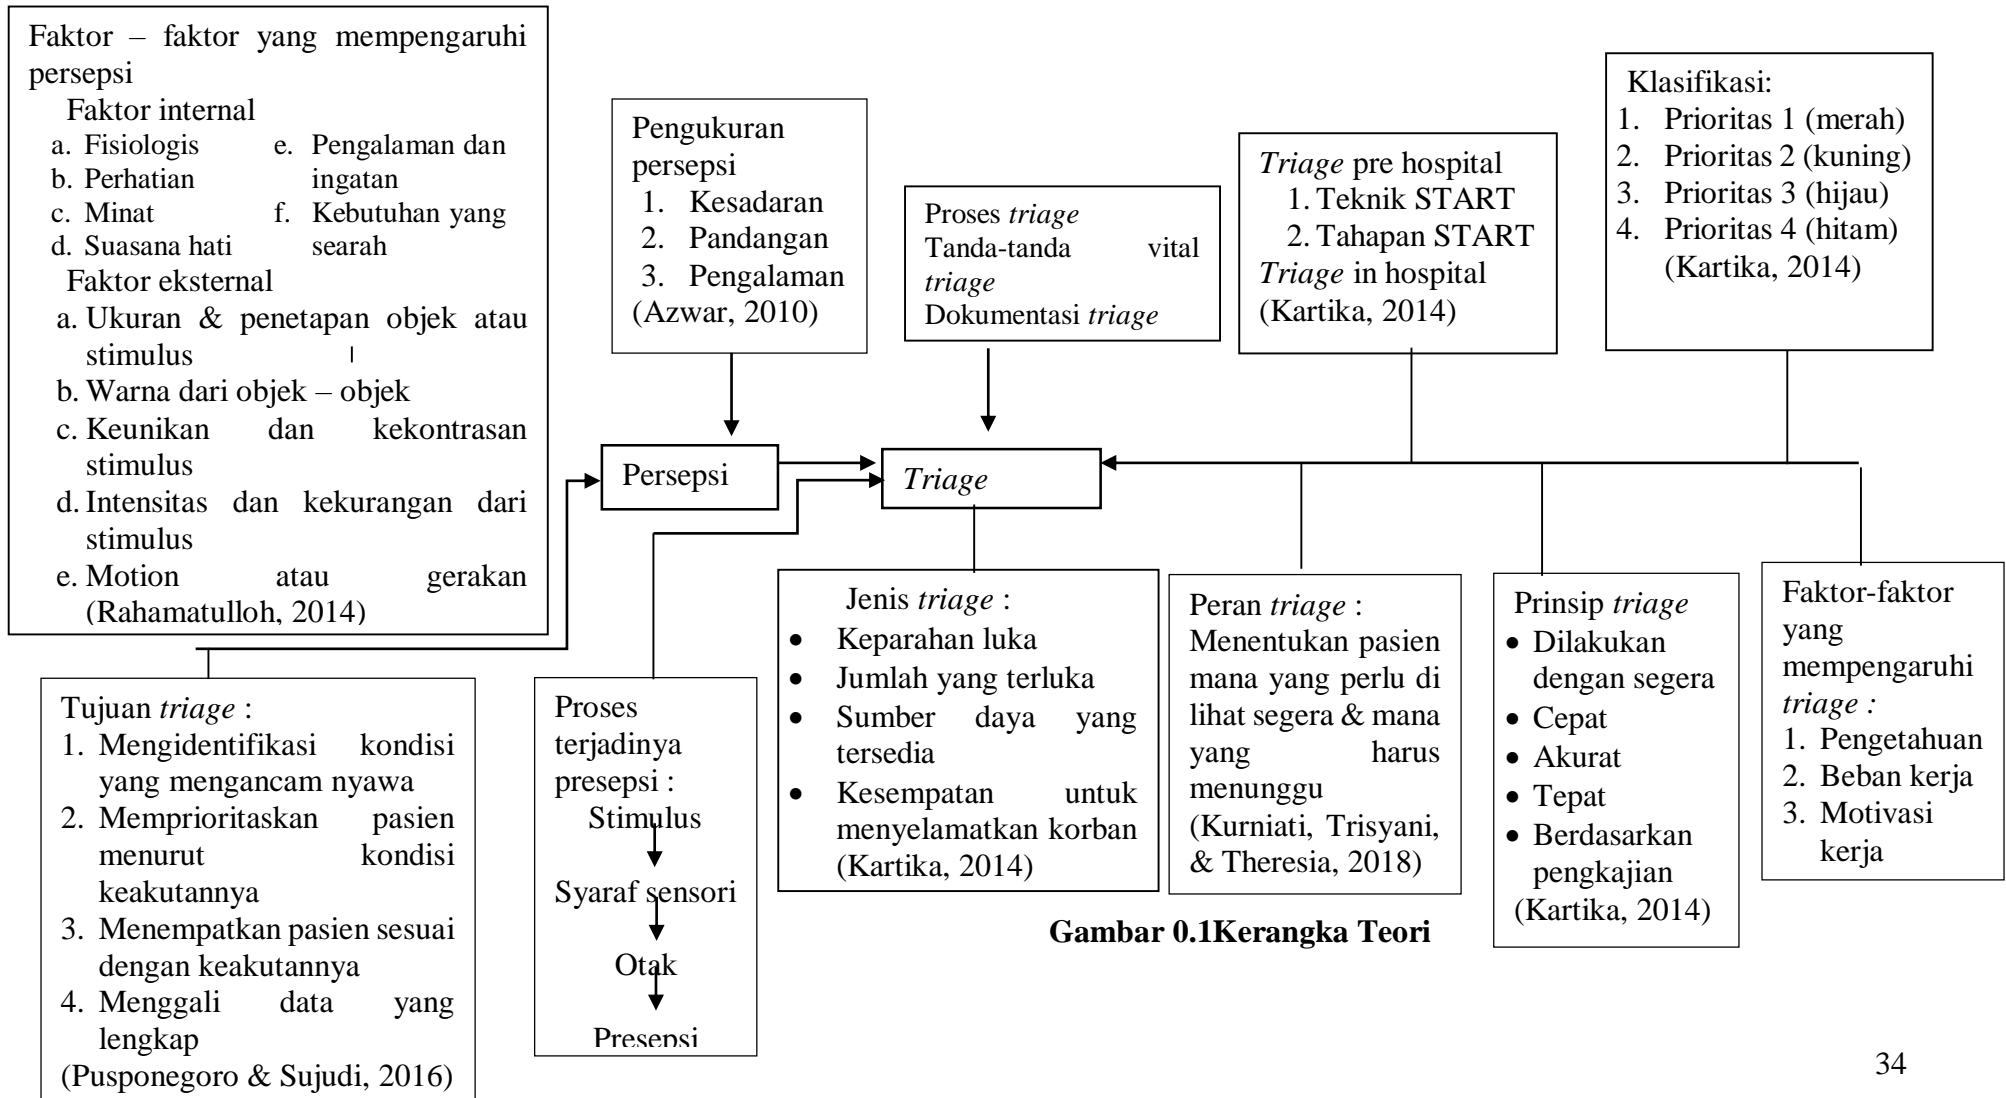 Faktor – faktor yang mempengaruhi
persepsi
Faktor internal
a. Fisiologis
b. Perhatian
c. Minat
d. Suasana hati
e. Pengalaman dan
ingatan
f. Kebutuhan yang
searah
Faktor eksternal
a. Ukuran & penetapan objek atau
stimulus
b. Warna dari objek – objek
c. Keunikan dan kekontrasan
stimulus
d. Intensitas dan kekurangan dari
stimulus
e. Motion atau gerakan
(Rahamatulloh, 2014)
Pengukuran
persepsi
1. Kesadaran
2. Pandangan
3. Pengalaman
(Azwar, 2010)
Proses triage
Tanda-tanda vital
triage
Dokumentasi triage
Triage pre hospital
1. Teknik START
2. Tahapan START
Triage in hospital
(Kartika, 2014)
Klasifikasi:
1. Prioritas 1 (merah)
2. Prioritas 2 (kuning)
3. Prioritas 3 (hijau)
4. Prioritas 4 (hitam)
(Kartika, 2014)
Persepsi
Triage
Tujuan triage :
1. Mengidentifikasi kondisi
yang mengancam nyawa
2. Memprioritaskan pasien
menurut kondisi
keakutannya
3. Menempatkan pasien sesuai
dengan keakutannya
4. Menggali data yang
lengkap
(Pusponegoro & Sujudi, 2016)
Proses
terjadinya
presepsi :
Stimulus
Syaraf sensori
Otak
Presepsi
Jenis triage :
• Keparahan luka
• Jumlah yang terluka
• Sumber daya yang
tersedia
• Kesempatan untuk
menyelamatkan korban
(Kartika, 2014)
Peran triage :
Menentukan pasien
mana yang perlu di
lihat segera & mana
yang harus
menunggu
(Kurniati, Trisyani,
& Theresia, 2018)
Prinsip triage
• Dilakukan
dengan segera
• Cepat
• Akurat
• Tepat
• Berdasarkan
pengkajian
(Kartika, 2014)
Faktor-faktor
yang
mempengaruhi
triage :
1. Pengetahuan
2. Beban kerja
3. Motivasi
kerja
Gambar 0.1Kerangka Teori
34